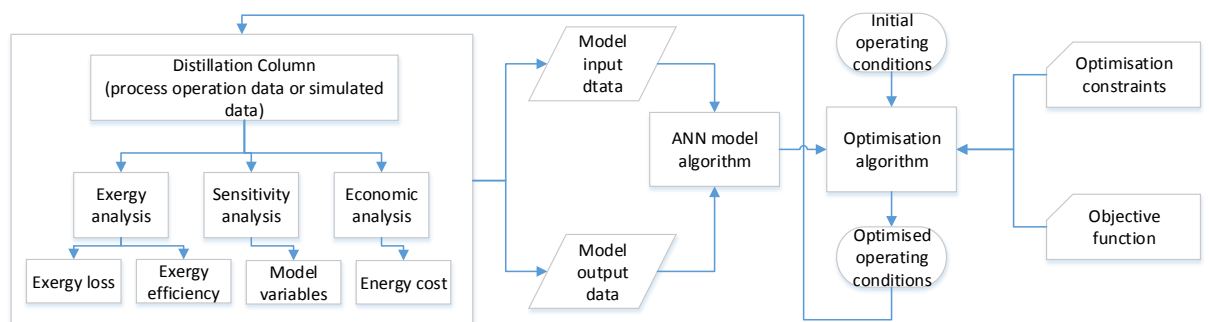 Distillation Column
(process operation data or simulated
data)
Exergy
analysis
Sensitivity
analysis
Economic
analysis
Exergy loss
Exergy
efficiency
Model
variables
Energy cost
Model
input
dtata
Model
output
data
ANN model
algorithm
Initial
operating
conditions
Optimisation
algorithm
Optimised
operating
conditions
Optimisation
constraints
Objective
function